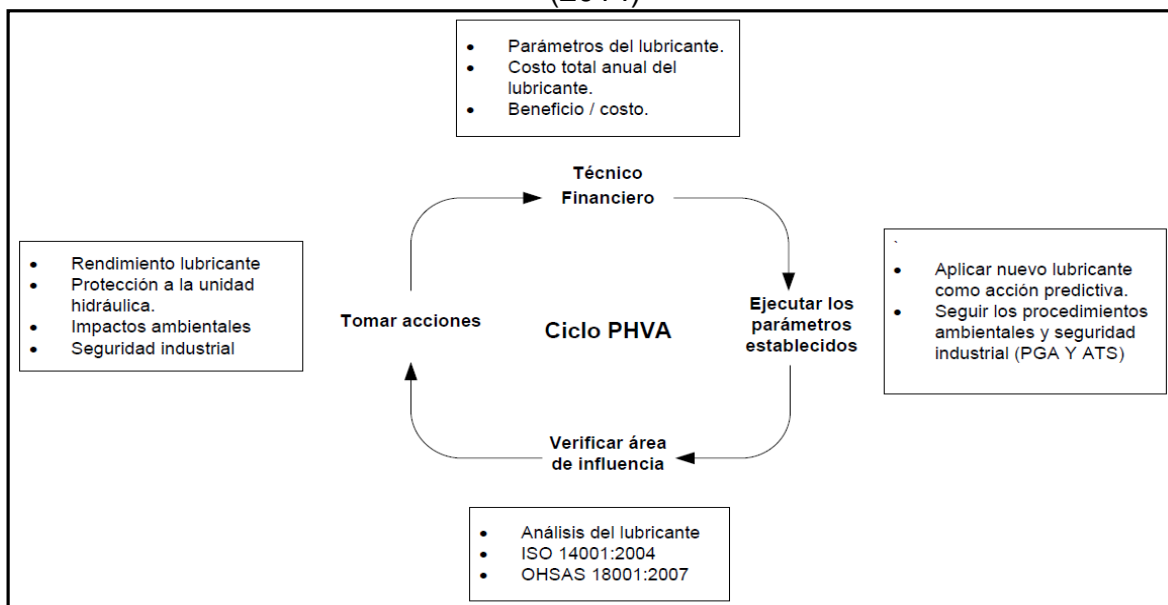 • Parámetros del lubricante.
• Costo total anual del
lubricante.
• Beneficio / costo.
Técnico
Financiero
• Rendimiento lubricante
• Protección a la unidad
hidráulica.
• Impactos ambientales
• Seguridad industrial
Tomar acciones
Ciclo PHVA
Ejecutar los
parámetros
establecidos
`
• Aplicar nuevo lubricante
como acción predictiva.
• Seguir los procedimientos
ambientales y seguridad
industrial (PGA Y ATS)
Verificar área
de influencia
• Análisis del lubricante
• ISO 14001:2004
• OHSAS 18001:2007